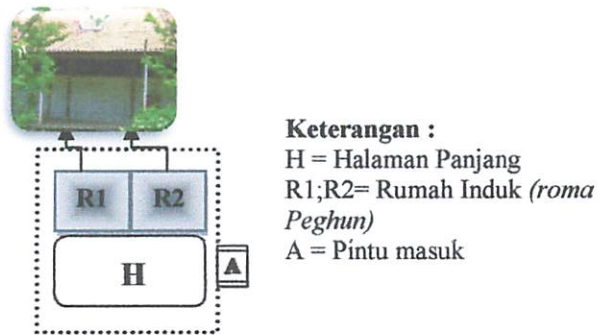 R1 R2
H
A
Keterangan :
H = Halaman Panjang
R1;R2= Rumah Induk (roma
Peghun)
A = Pintu masuk